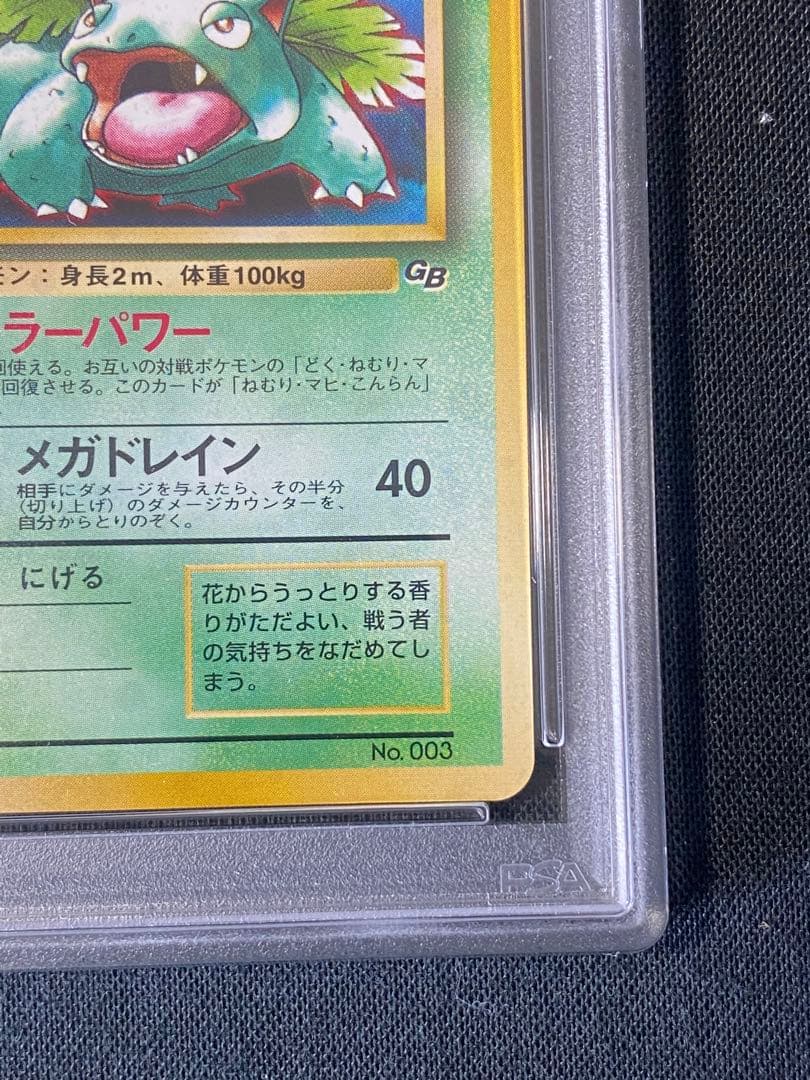 モン：身長2m、体重100kg GB
ラーパワー
回使える。お互いの対戦ポケモンの「どく・ねむり・マ
回復させる。このカードが「ねむり・マヒ・こんらん」
メガドレイン 40
相手にダメージを与えたら、その半分
（切り上げ）のダメージカウンターを、
自分からとりのぞく。
にげる
花からうっとりする香
りがただよい、戦う者
の気持ちをなだめてし
まう。
No. 003
PSA